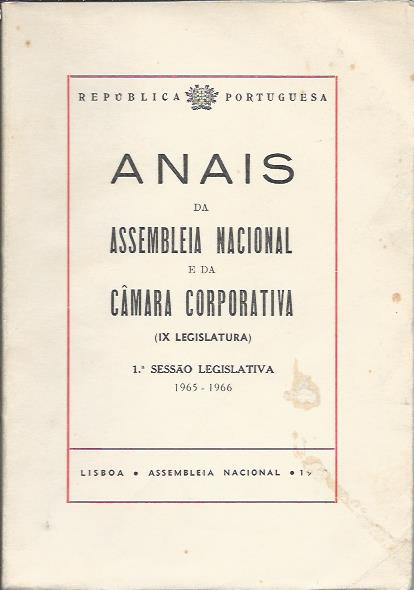 REPÚBLICA PORTUGUESA
ANAIS
DA
ASSEMBLEIA NACIONAL
E DA
CÂMARA CORPORATIVA
(IX LEGISLATURA)
1.ª SESSÃO LEGISLATIVA
1965 - 1966
LISBOA • ASSEMBLEIA NACIONAL •